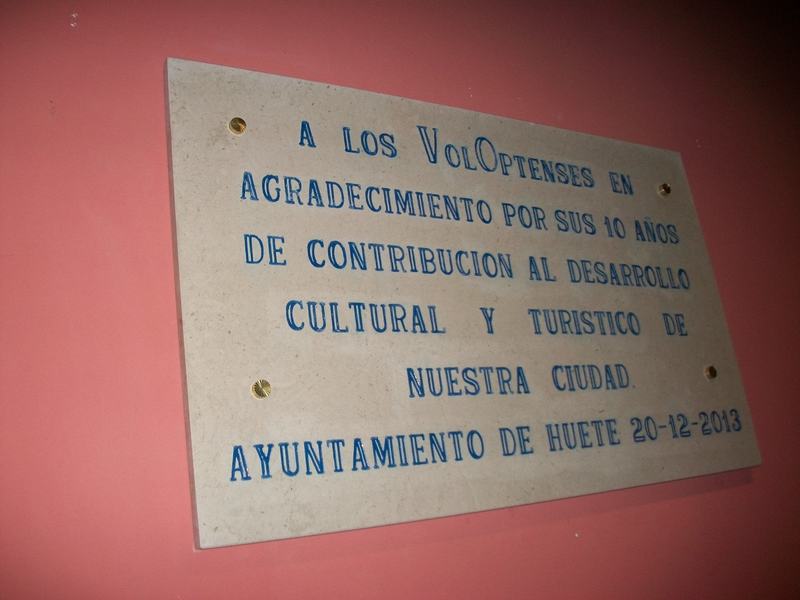 A LOS VOLOPTENSES EN
AGRADECIMIENTO POR SUS 10 AÑOS
DE CONTRIBUCION AL DESARROLLO
CULTURAL Y TURISTICO DE
NUESTRA CIUDAD.
AYUNTAMIENTO DE HUETE 20-12-2013